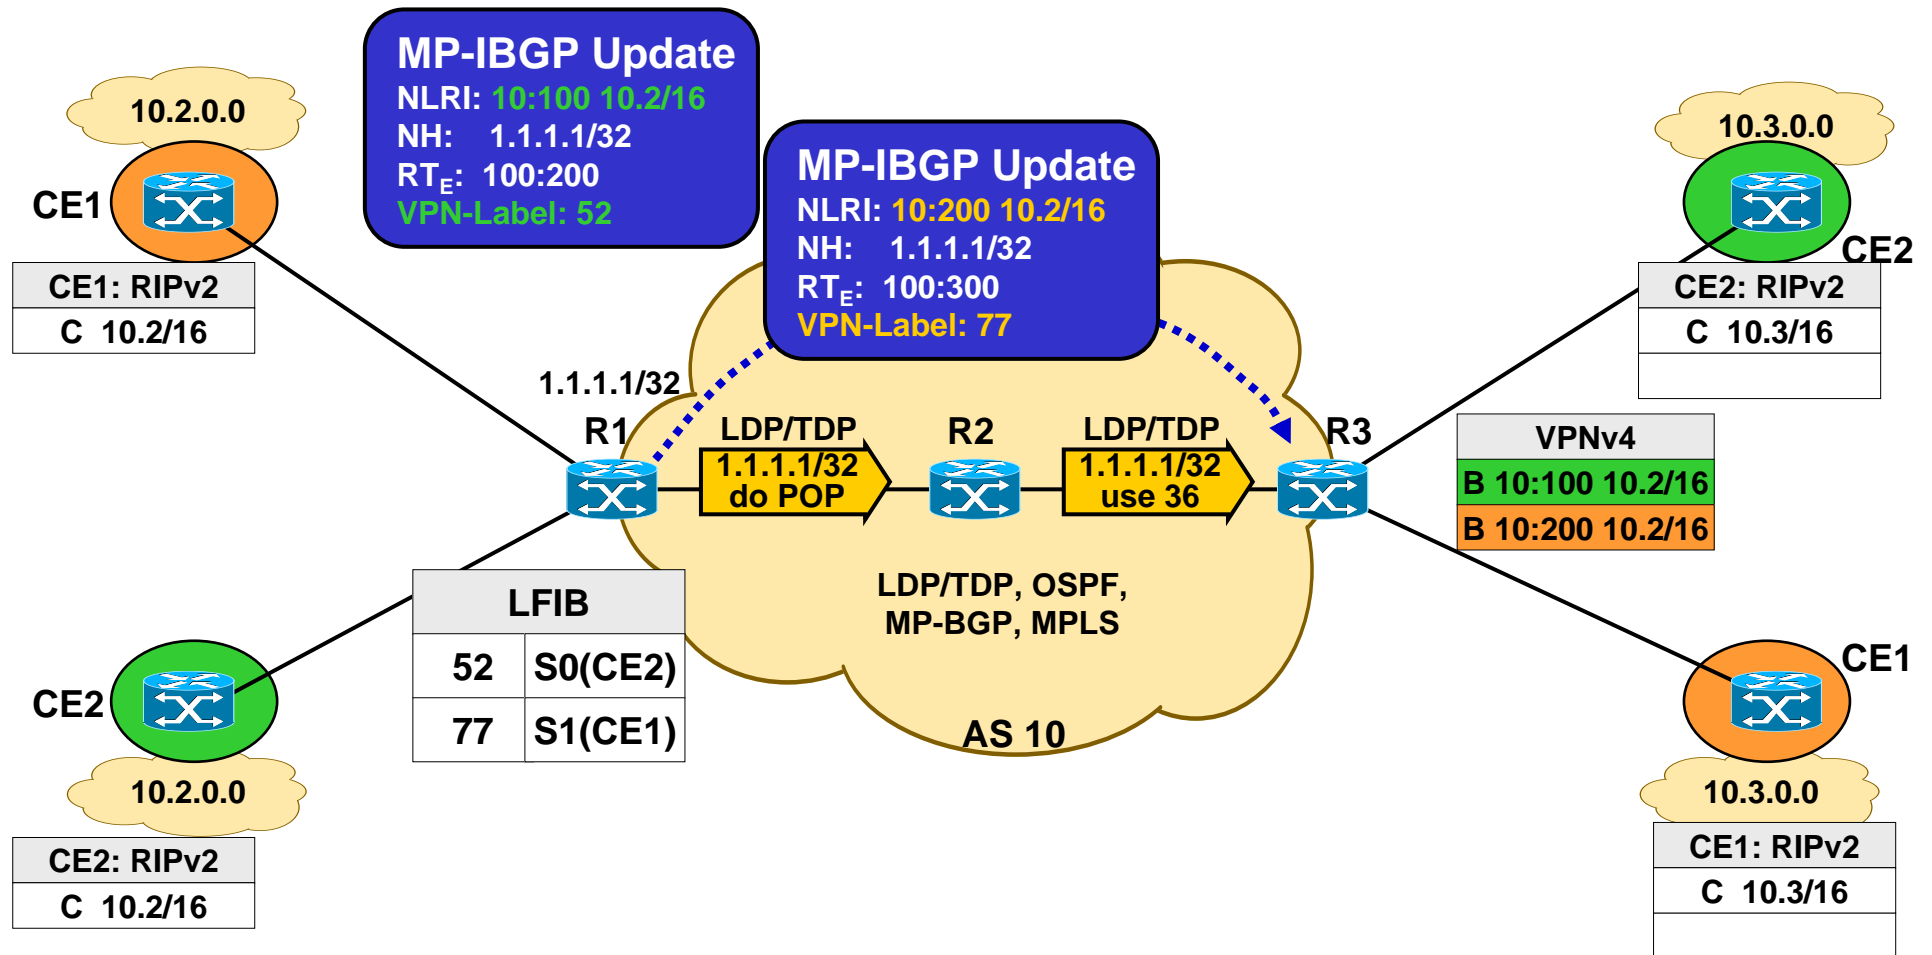 MP-IBGP Update
NLRI: 10:100 10.2/16
NH: 1.1.1.1/32
RTE: 100:200
VPN-Label: 52
MP-IBGP Update
NLRI: 10:200 10.2/16
NH: 1.1.1.1/32
RTE: 100:300
VPN-Label: 77
10.2.0.0
CE1
CE1: RIPv2
C 10.2/16
10.3.0.0
CE2
CE2: RIPv2
C 10.3/16
1.1.1.1/32
R1
LDP/TDP
1.1.1.1/32
do POP
R2
LDP/TDP
1.1.1.1/32
use 36
R3
VPNv4
B 10:100 10.2/16
B 10:200 10.2/16
LDP/TDP, OSPF,
MP-BGP, MPLS
AS 10
LFIB
52 S0(CE2)
77 S1(CE1)
CE2
10.2.0.0
CE2: RIPv2
C 10.2/16
CE1
10.3.0.0
CE1: RIPv2
C 10.3/16